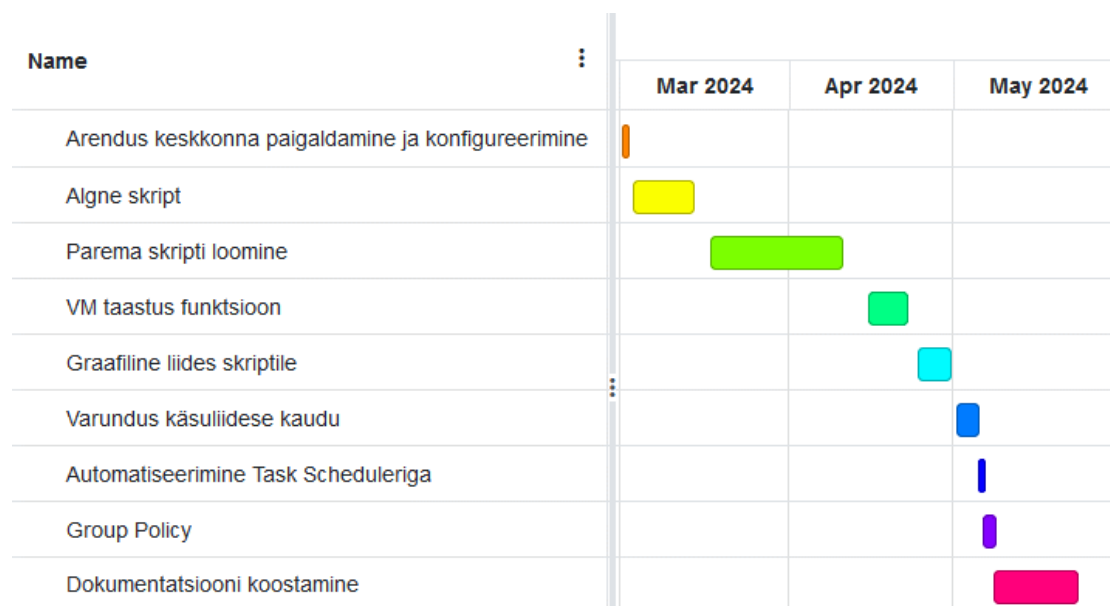 Name
Mar 2024 Apr 2024 May 2024
Arendus keskkonna paigaldamine ja konfigureerimine
Algne skript
Parema skripti loomine
VM taastus funktsioon
Graafiline liides skriptile
Varundus käsuliidese kaudu
Automatiseerimine Task Scheduleriga
Group Policy
Dokumentatsiooni koostamine